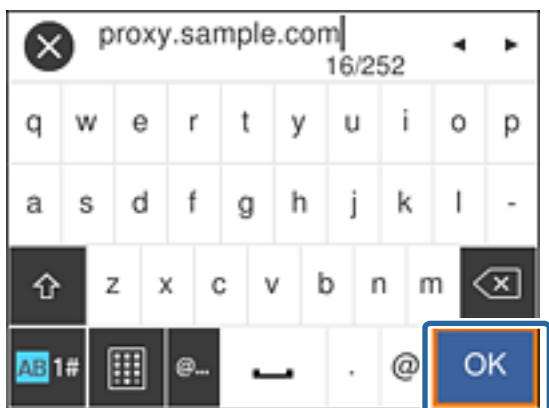 proxy.sample.com
16/252
q w e r t y u i o p
a s d f g h j k l -
z x c v b n m
AB 1# @... . @ OK